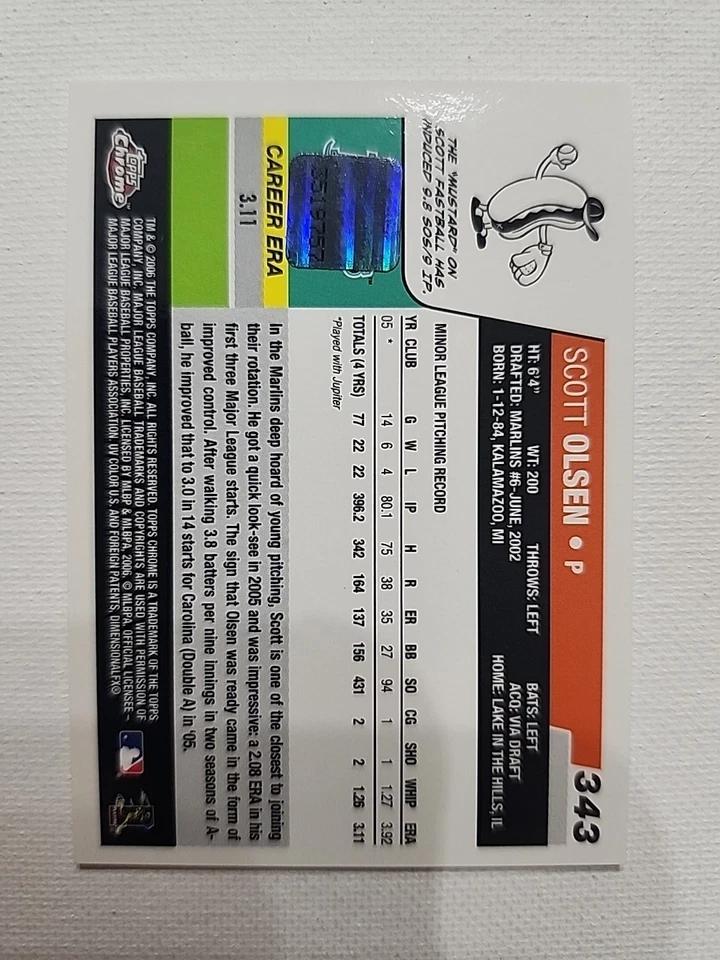 343
SCOTT OLSEN • P
HT: 6'4" WT: 200 THROWS: LEFT BATS: LEFT
DRAFTED: MARLINS #6-JUNE, 2002 ACQ: VIA DRAFT
BORN: 1-12-84, KALAMAZOO, MI HOME: LAKE IN THE HILLS, IL
THE "MUSTARD" ON
SCOTT FASTBALL HAS
INDUCED 9.8 SOS/9 IP.
MINOR LEAGUE PITCHING RECORD
YR CLUB G W L IP H R ER BB SO CG SHO WHIP ERA
05 * 14 6 4 80.1 75 38 35 27 94 1 1 1.27 3.92
TOTALS (4 YRS) 77 22 22 396.2 342 164 137 156 431 2 2 1.26 3.11
*Played with Jupiter
CAREER ERA
3.11
In the Marlins deep hoard of young pitching, Scott is one of the closest to joining
their rotation. He got a quick look-see in 2005 and was impressive: a 2.08 ERA in his
first three Major League starts. The sign that Olsen was ready came in the form of
improved control. After walking 3.8 batters per nine innings in two seasons of A-
ball, he improved that to 3.0 in 14 starts for Carolina (Double A) in '05.
Topps
Chrome
TM & © 2006 THE TOPPS COMPANY, INC. ALL RIGHTS RESERVED. TOPPS CHROME IS A TRADEMARK OF THE TOPPS
COMPANY, INC. MAJOR LEAGUE BASEBALL TRADEMARKS AND COPYRIGHTS ARE USED WITH PERMISSION OF
MAJOR LEAGUE BASEBALL PROPERTIES, INC. LICENSED BY MLBP & MLBPA, 2006. © MLBPA, OFFICIAL LICENSEE –
MAJOR LEAGUE BASEBALL PLAYERS ASSOCIATION. UV COLOR U.S. AND FOREIGN PATENTS, DIMENSIONALFX®